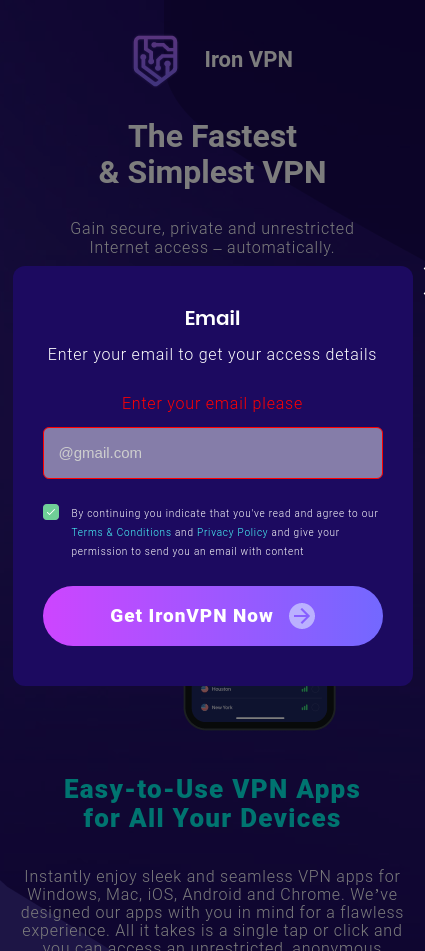 Iron VPN
The Fastest
& Simplest VPN
Gain secure, private and unrestricted
Internet access – automatically.
Email
Enter your email to get your access details
Enter your email please
@gmail.com
By continuing you indicate that you've read and agree to our
Terms & Conditions and Privacy Policy and give your
permission to send you an email with content
Get IronVPN Now
Houston
New York
Easy-to-Use VPN Apps
for All Your Devices
Instantly enjoy sleek and seamless VPN apps for
Windows, Mac, iOS, Android and Chrome. We've
designed our apps with you in mind for a flawless
experience. All it takes is a single tap or click and
you can access an unrestricted, anonymous